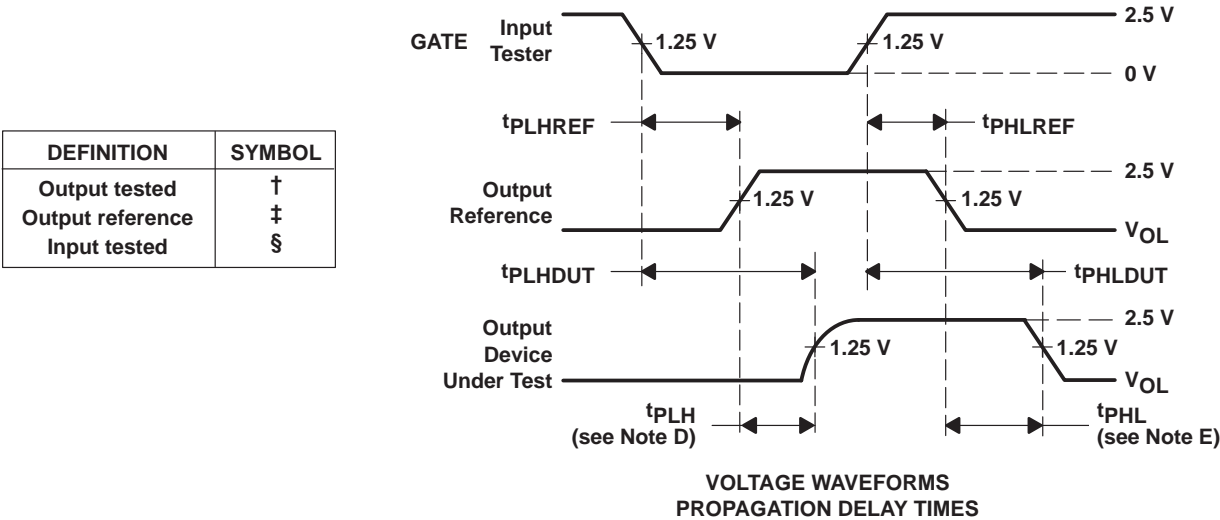 DEFINITION SYMBOL
Output tested †
Output reference ‡
Input tested §
GATE Input Tester
1.25 V
1.25 V
2.5 V
0 V
tPLHREF
tPHLREF
Output
Reference
1.25 V
1.25 V
2.5 V
VOL
tPLHDUT
tPHLDUT
Output
Device
Under Test
1.25 V
1.25 V
2.5 V
VOL
tPLH
(see Note D)
tPHL
(see Note E)
VOLTAGE WAVEFORMS
PROPAGATION DELAY TIMES